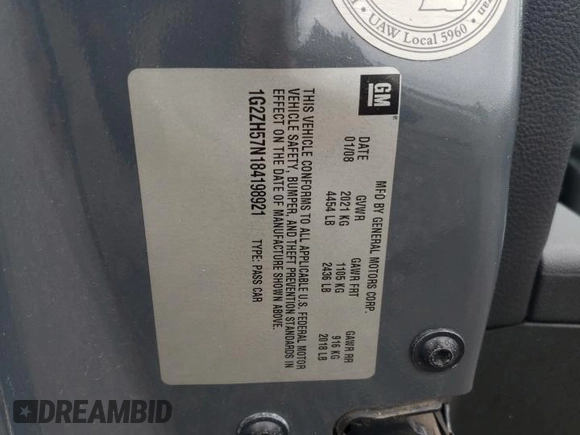 GM
MFD BY GENERAL MOTORS CORP.
DATE GVWR GAWR FRT GAWR RR
01/08 2021 KG 1105 KG 916 KG
4454 LB 2436 LB 2018 LB
THIS VEHICLE CONFORMS TO ALL APPLICABLE U.S. FEDERAL MOTOR
VEHICLE SAFETY, BUMPER, AND THEFT PREVENTION STANDARDS IN
EFFECT ON THE DATE OF MANUFACTURE SHOWN ABOVE.
1G2ZH57N184198921 TYPE: PASS CAR
UAW Local 5960
DREAMBID